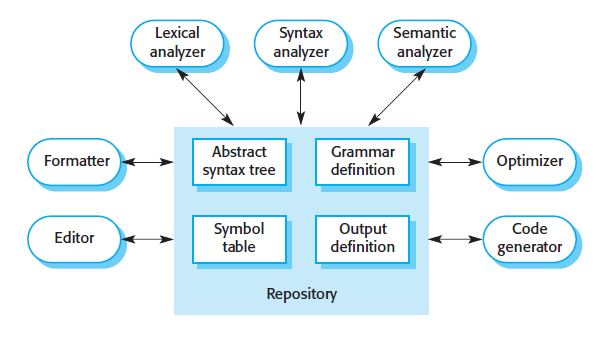 Lexical
analyzer
Syntax
analyzer
Semantic
analyzer
Formatter
Abstract
syntax tree
Grammar
definition
Optimizer
Editor
Symbol
table
Output
definition
Code
generator
Repository